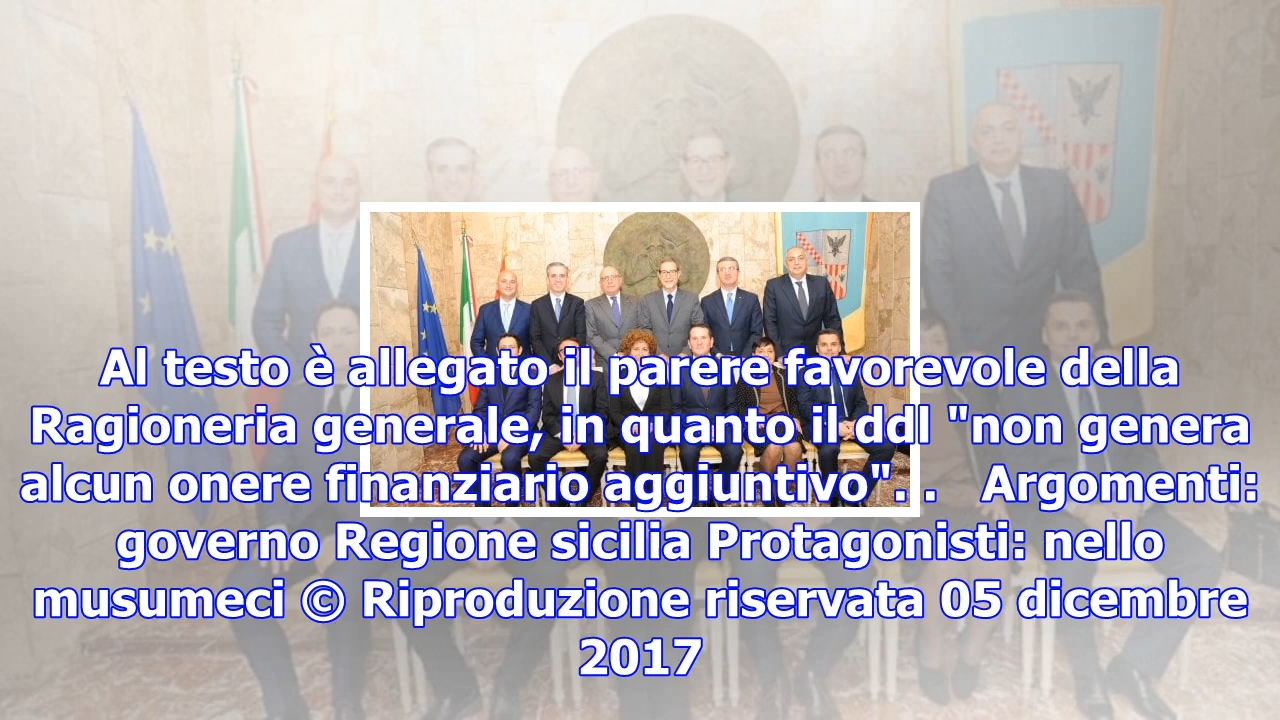 Al testo è allegato il parere favorevole della
Ragioneria generale, in quanto il ddl "non genera
alcun onere finanziario aggiuntivo". .   Argomenti:
governo Regione sicilia Protagonisti: nello
musumeci © Riproduzione riservata 05 dicembre
2017